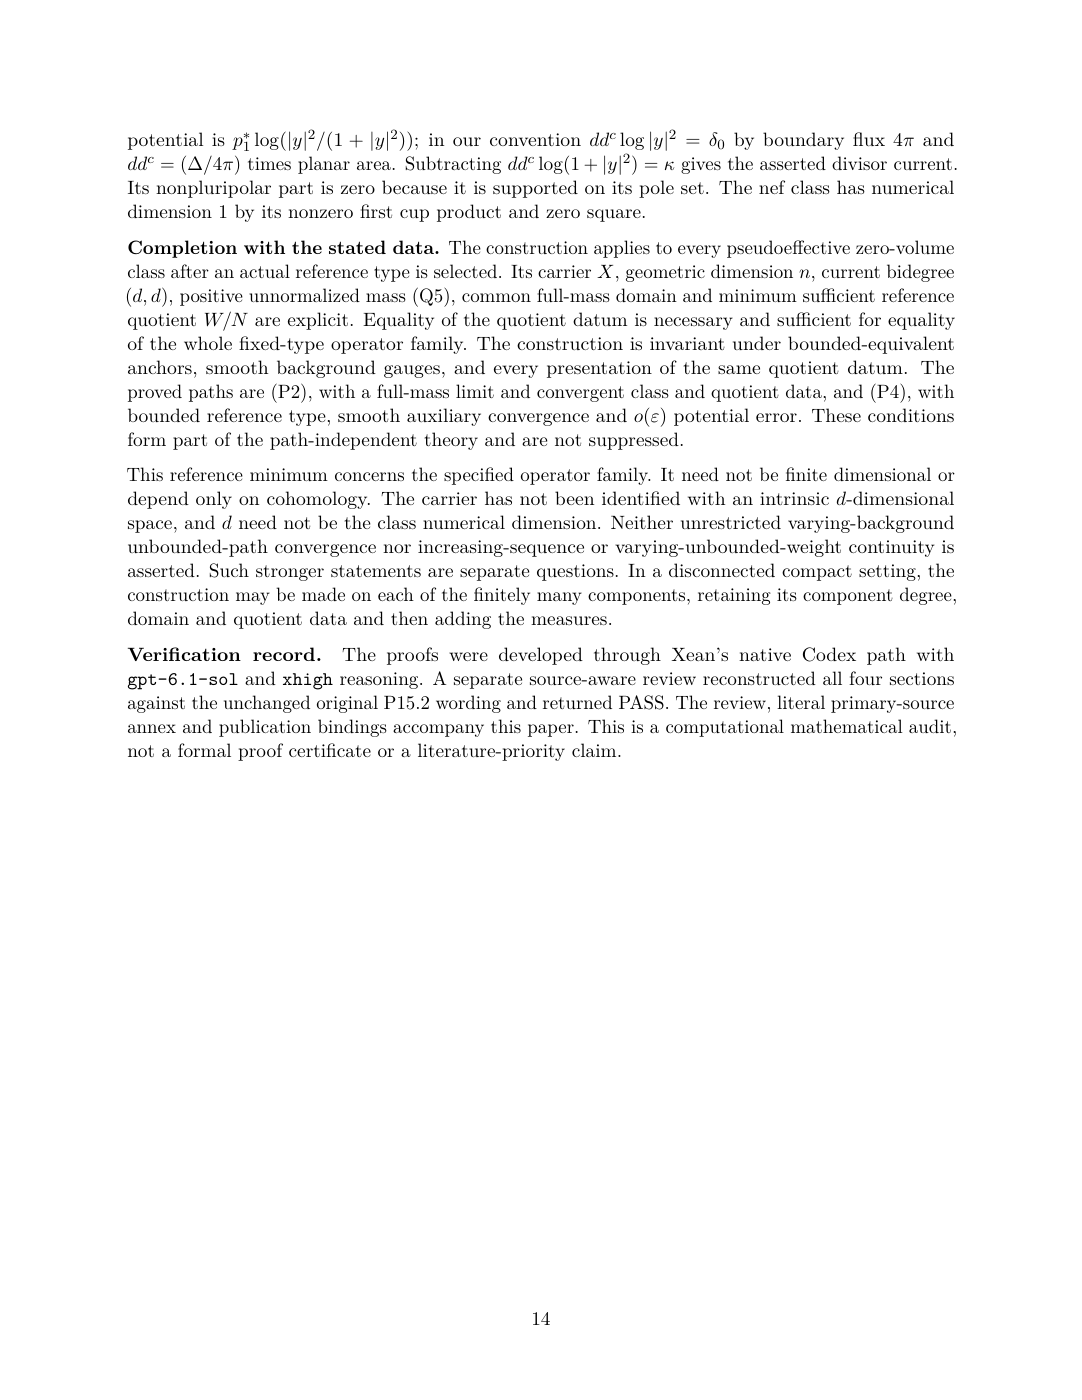 potential is p₁* log(|y|²/(1 + |y|²)); in our convention ddᶜ log |y|² = δ₀ by boundary flux 4π and
ddᶜ = (Δ/4π) times planar area. Subtracting ddᶜ log(1 + |y|²) = κ gives the asserted divisor current.
Its nonpluripolar part is zero because it is supported on its pole set. The nef class has numerical
dimension 1 by its nonzero first cup product and zero square.
Completion with the stated data. The construction applies to every pseudoeffective zero-volume
class after an actual reference type is selected. Its carrier X, geometric dimension n, current bidegree
(d, d), positive unnormalized mass (Q5), common full-mass domain and minimum sufficient reference
quotient W/N are explicit. Equality of the quotient datum is necessary and sufficient for equality
of the whole fixed-type operator family. The construction is invariant under bounded-equivalent
anchors, smooth background gauges, and every presentation of the same quotient datum. The
proved paths are (P2), with a full-mass limit and convergent class and quotient data, and (P4), with
bounded reference type, smooth auxiliary convergence and o(ε) potential error. These conditions
form part of the path-independent theory and are not suppressed.
This reference minimum concerns the specified operator family. It need not be finite dimensional or
depend only on cohomology. The carrier has not been identified with an intrinsic d-dimensional
space, and d need not be the class numerical dimension. Neither unrestricted varying-background
unbounded-path convergence nor increasing-sequence or varying-unbounded-weight continuity is
asserted. Such stronger statements are separate questions. In a disconnected compact setting, the
construction may be made on each of the finitely many components, retaining its component degree,
domain and quotient data and then adding the measures.
Verification record. The proofs were developed through Xean's native Codex path with
gpt-6.1-sol and xhigh reasoning. A separate source-aware review reconstructed all four sections
against the unchanged original P15.2 wording and returned PASS. The review, literal primary-source
annex and publication bindings accompany this paper. This is a computational mathematical audit,
not a formal proof certificate or a literature-priority claim.
14